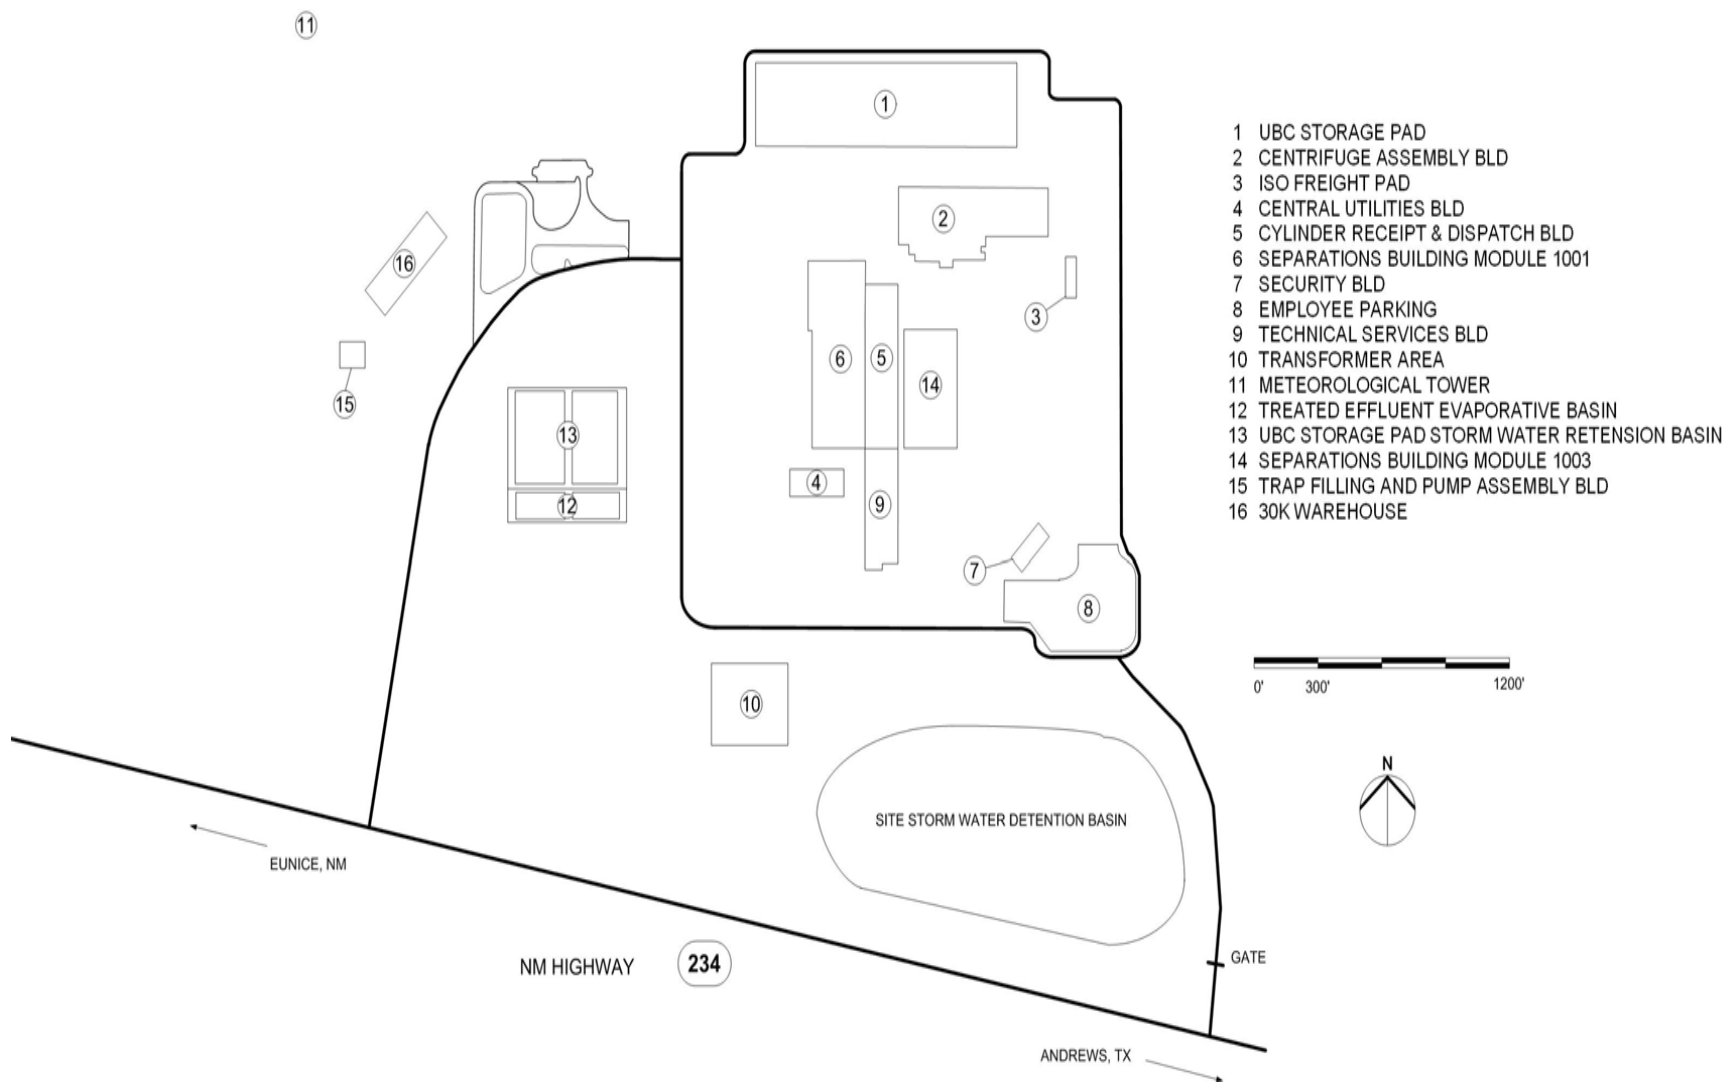 11
1
2
16
3
6
5
14
15
13
4
12
9
7
8
10
1 UBC STORAGE PAD
2 CENTRIFUGE ASSEMBLY BLD
3 ISO FREIGHT PAD
4 CENTRAL UTILITIES BLD
5 CYLINDER RECEIPT & DISPATCH BLD
6 SEPARATIONS BUILDING MODULE 1001
7 SECURITY BLD
8 EMPLOYEE PARKING
9 TECHNICAL SERVICES BLD
10 TRANSFORMER AREA
11 METEOROLOGICAL TOWER
12 TREATED EFFLUENT EVAPORATIVE BASIN
13 UBC STORAGE PAD STORM WATER RETENSION BASIN
14 SEPARATIONS BUILDING MODULE 1003
15 TRAP FILLING AND PUMP ASSEMBLY BLD
16 30K WAREHOUSE
0' 300' 1200'
N
SITE STORM WATER DETENTION BASIN
EUNICE, NM
NM HIGHWAY 234
GATE
ANDREWS, TX